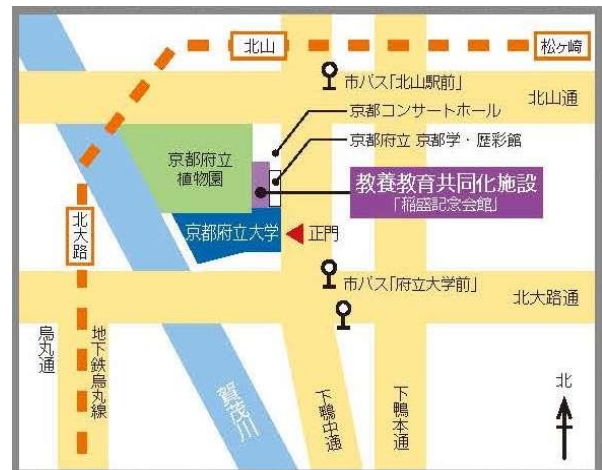 北山
松ヶ崎
市バス「北山駅前」
北山通
京都コンサートホール
京都府立 京都学・歴彩館
京都府立
植物園
教養教育共同化施設
「稲盛記念会館」
北大路
京都府立大学
正門
市バス「府立大学前」
北大路通
烏丸通
地下鉄烏丸線
賀茂川
下鴨中通
下鴨本通
北